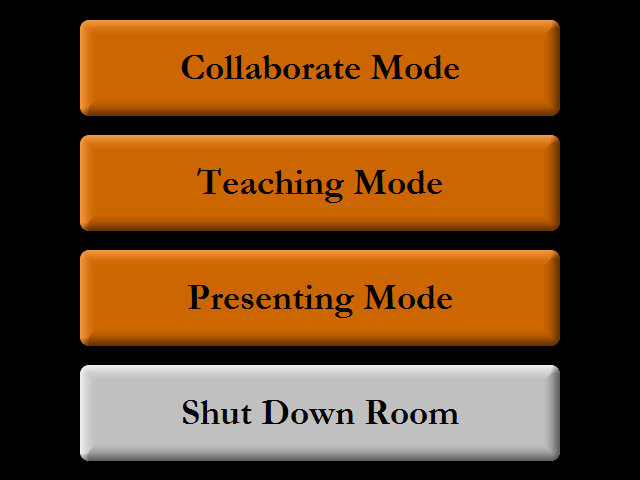 Collaborate Mode
Teaching Mode
Presenting Mode
Shut Down Room